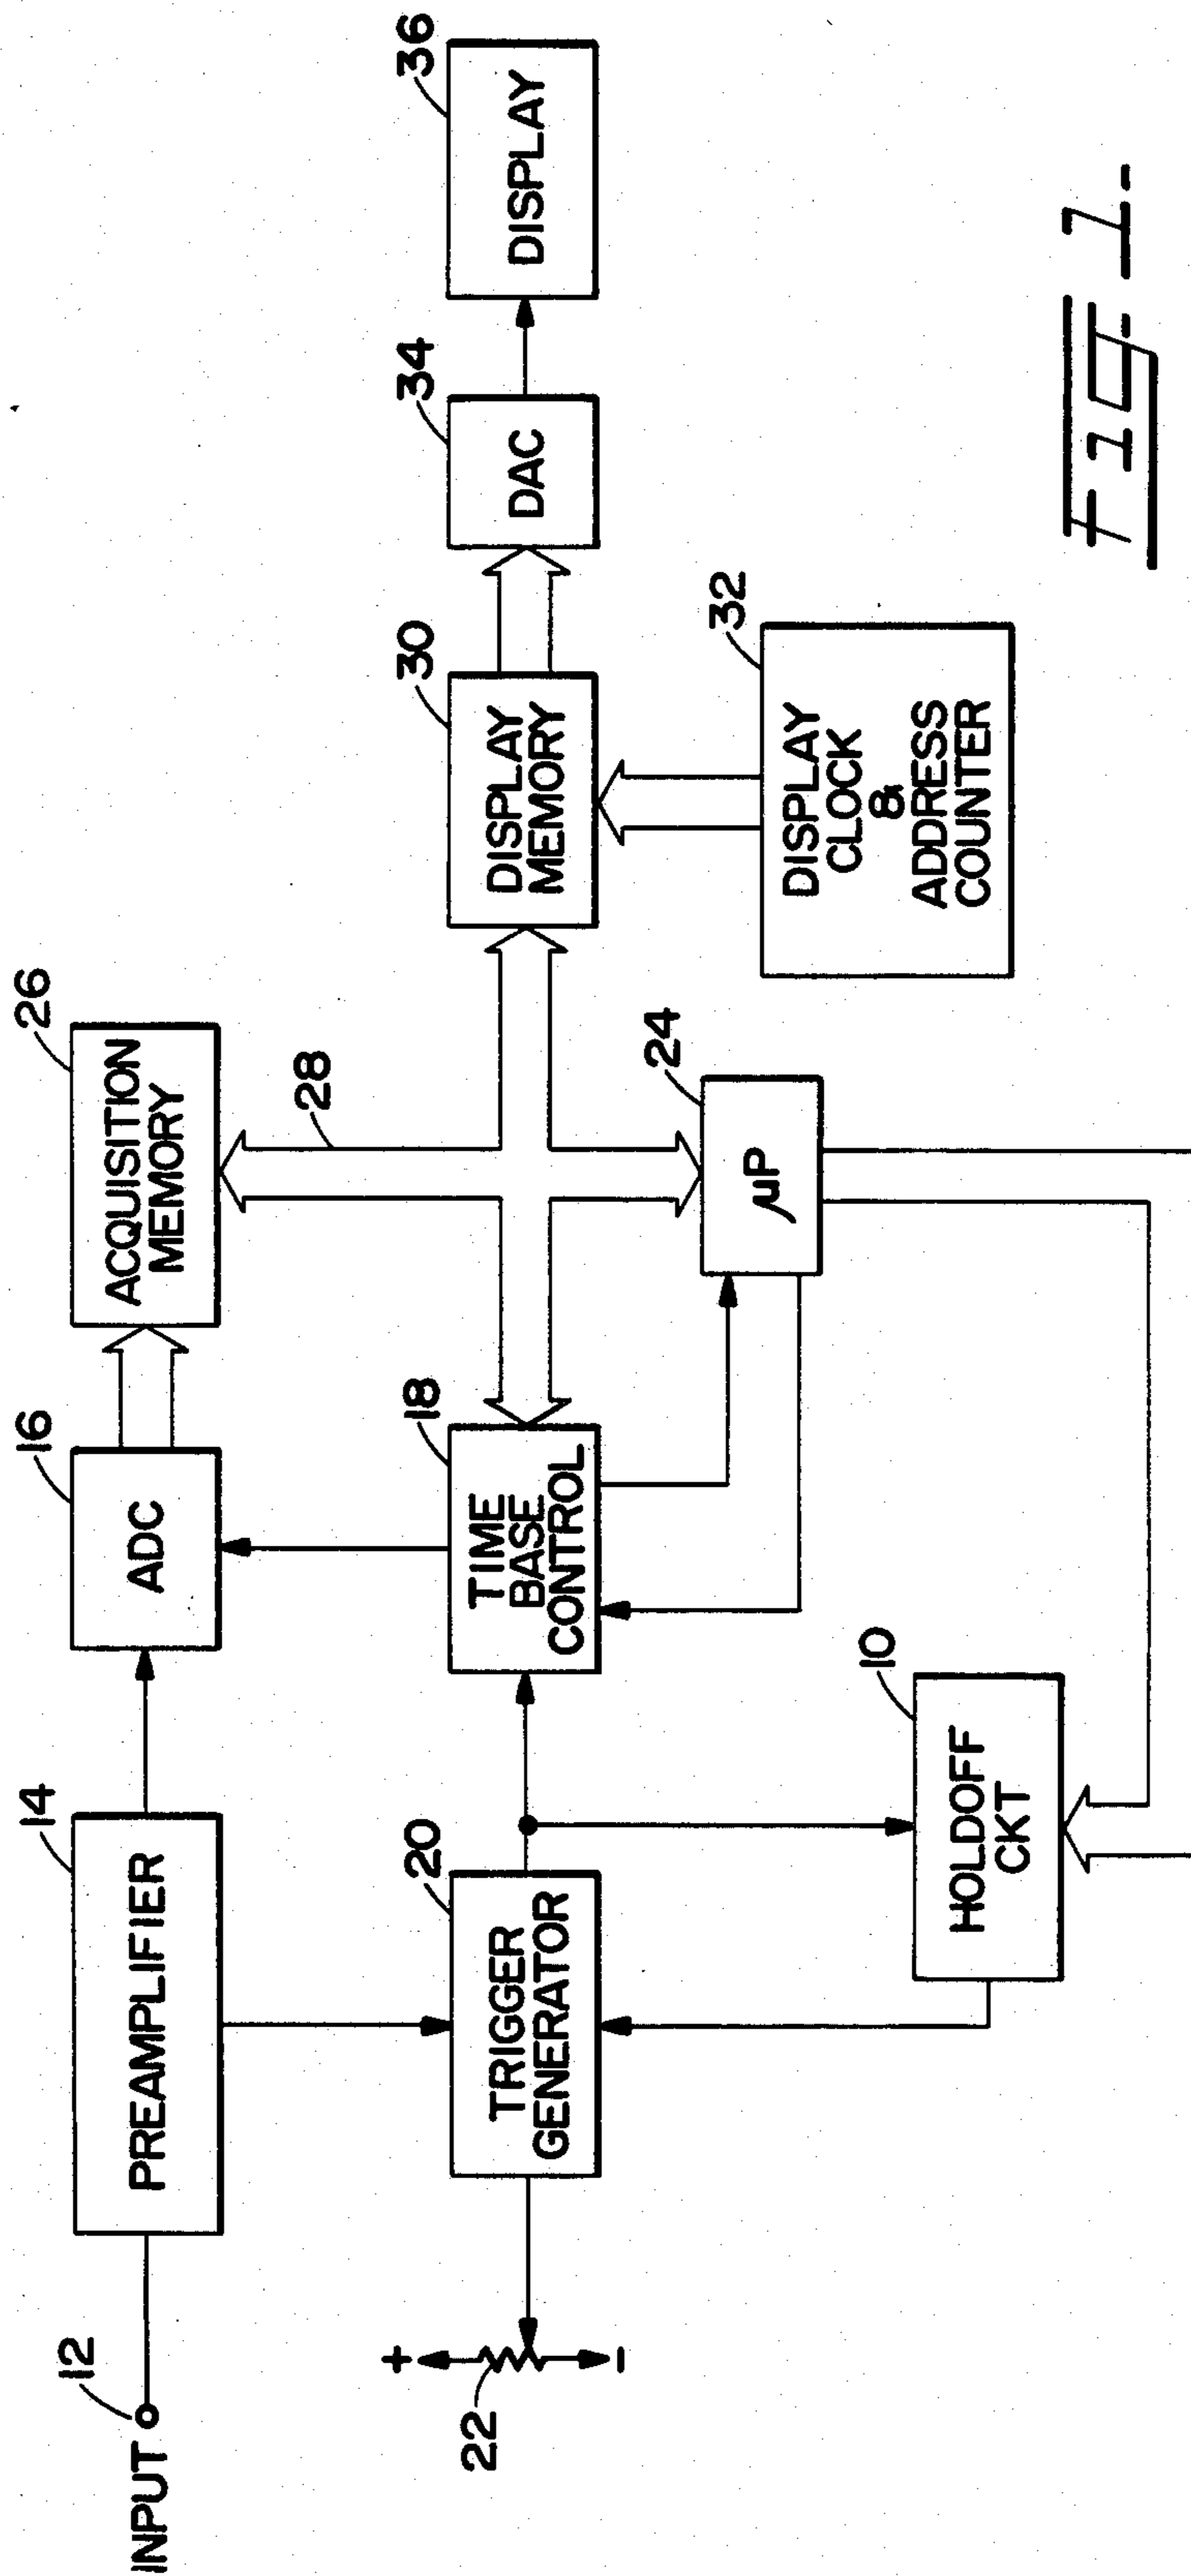 INPUT
12
PREAMPLIFIER
14
ADC
16
ACQUISITION
MEMORY
26
28
22
+
-
TRIGGER
GENERATOR
20
TIME
BASE
CONTROL
18
DISPLAY
MEMORY
30
DAC
34
DISPLAY
36
µP
24
DISPLAY
CLOCK
&
ADDRESS
COUNTER
32
HOLDOFF
CKT
10
FIG. 1.